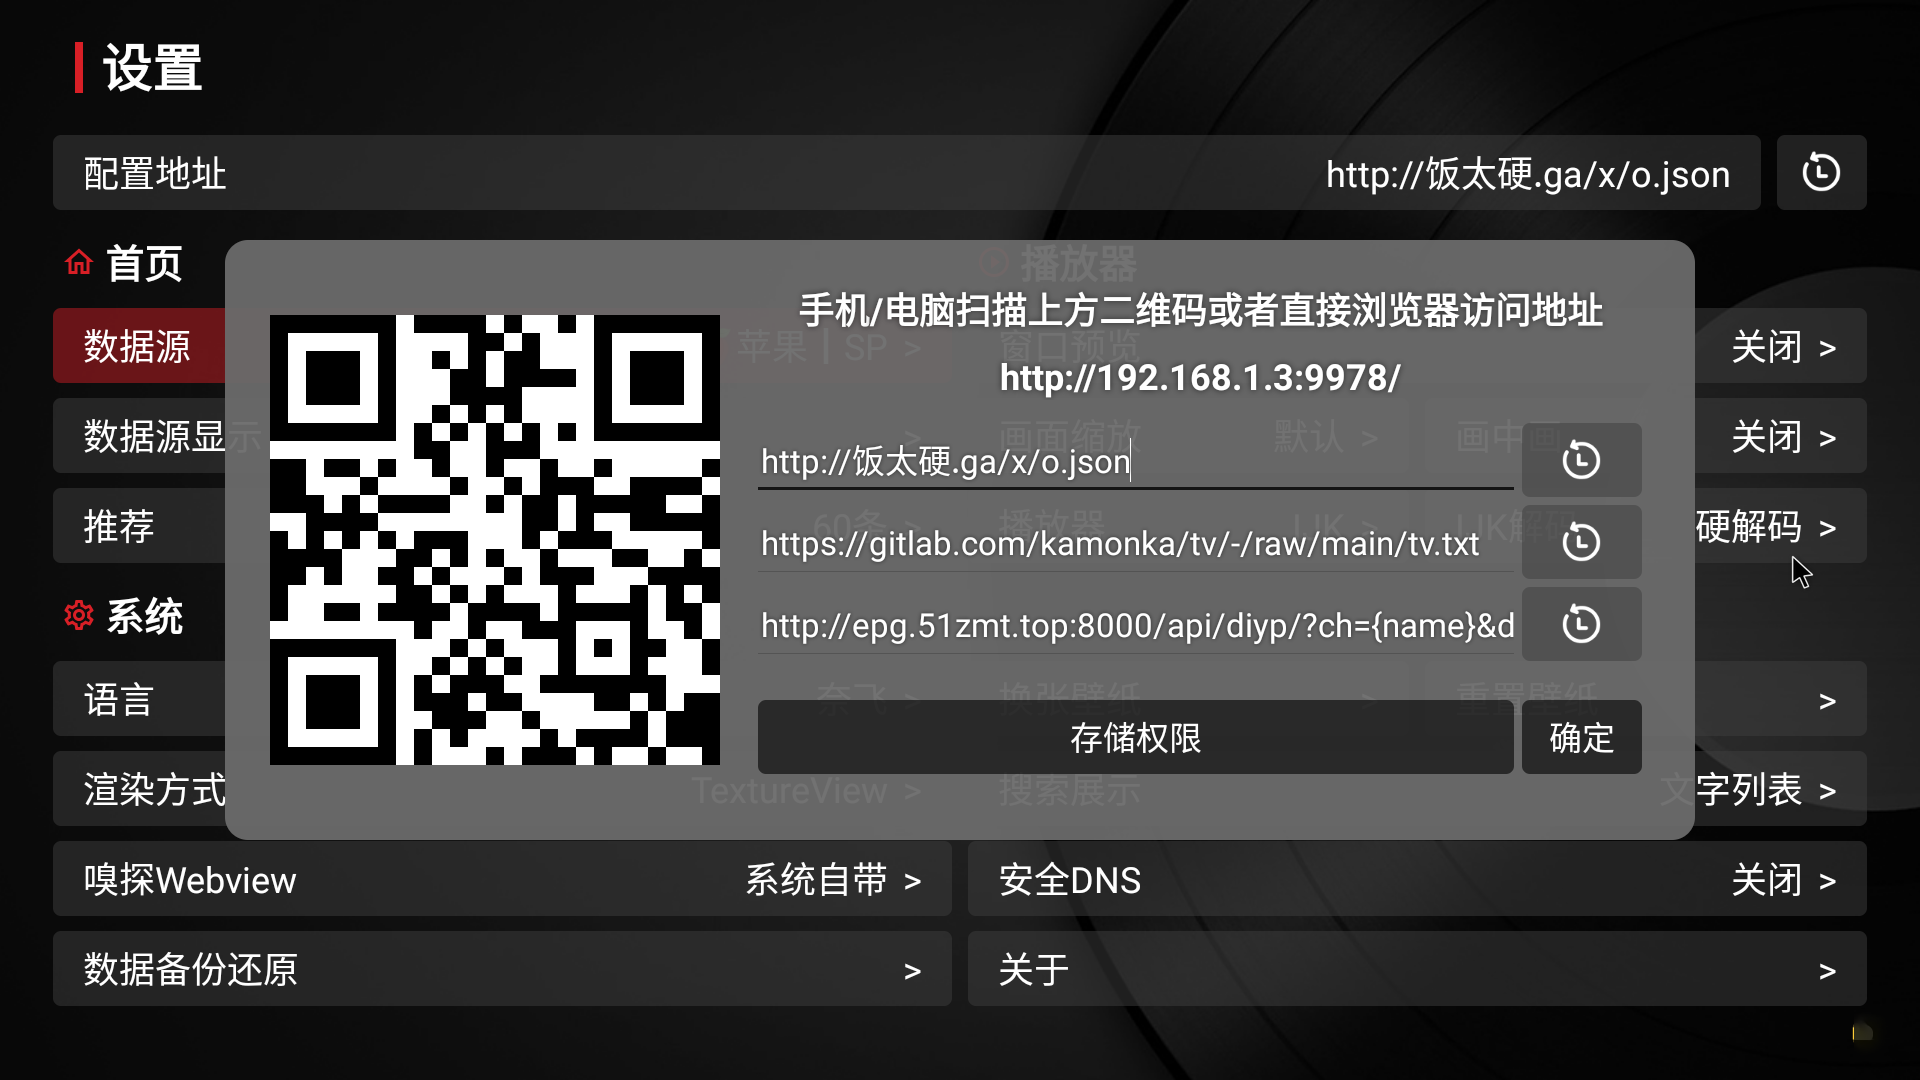 设置
配置地址 http://饭太硬.ga/x/o.json
首页 播放器
手机/电脑扫描上方二维码或者直接浏览器访问地址
数据源 苹果 | SP > 窗口预览 关闭 >
http://192.168.1.3:9978/
数据源显示 > 画面缩放 默认 > 画中画 关闭 >
http://饭太硬.ga/x/o.json
推荐 60条 > 播放器 IJK > IJK解码 硬解码 >
https://gitlab.com/kamonka/tv/-/raw/main/tv.txt
系统
http://epg.51zmt.top:8000/api/diyp/?ch={name}&d
语言 奈飞 > 换张壁纸 > 重置壁纸 >
存储权限 确定
渲染方式 TextureView > 搜索展示 文字列表 >
嗅探Webview 系统自带 > 安全DNS 关闭 >
数据备份还原 > 关于 >